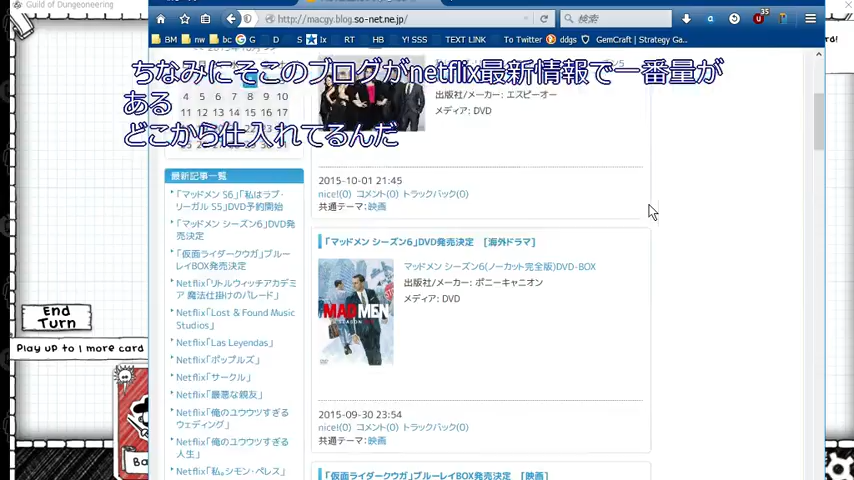 Guild of Dungeoneering
http://macgy.blog.so-net.ne.jp/
検索
35
BM nw bc G D S Ix RT HB Y! SSS TEXT LINK To Twitter ddgs GemCraft | Strategy Ga...
ちなみにそこのブログがnetflix最新情報で一番量が
ある
どこから仕入れてるんだ
出版社/メーカー: エスピーオー
メディア: DVD
4 5 6 7 8 9 10
11 12 13 14 15 16 17
2015-10-01 21:45
nice!(0) コメント(0) トラックバック(0)
共通テーマ: 映画
最新記事一覧
「マッドメン S6」「私はラブ・
リーガル S5」DVD予約開始
「マッドメン シーズン6」DVD発
売決定
「仮面ライダークウガ」ブルー
レイBOX発売決定
Netflix「リトルウィッチアカデミ
ア 魔法仕掛けのパレード」
Netflix「Lost & Found Music
Studios」
Netflix「Las Leyendas」
Netflix「ポップルズ」
Netflix「サークル」
Netflix「最悪な親友」
Netflix「俺のユウウツすぎる
ウェディング」
Netflix「俺のユウウツすぎる
人生」
Netflix「私。シモン・ペレス」
「マッドメン シーズン6」DVD発売決定 [海外ドラマ]
マッドメン シーズン6(ノーカット完全版)DVD-BOX
出版社/メーカー: ポニーキャニオン
メディア: DVD
MAD MEN
2015-09-30 23:54
nice!(0) コメント(0) トラックバック(0)
共通テーマ: 映画
「仮面ライダークウガ」ブルーレイBOX発売決定 [映画]
End
Turn
Play up to 1 more card